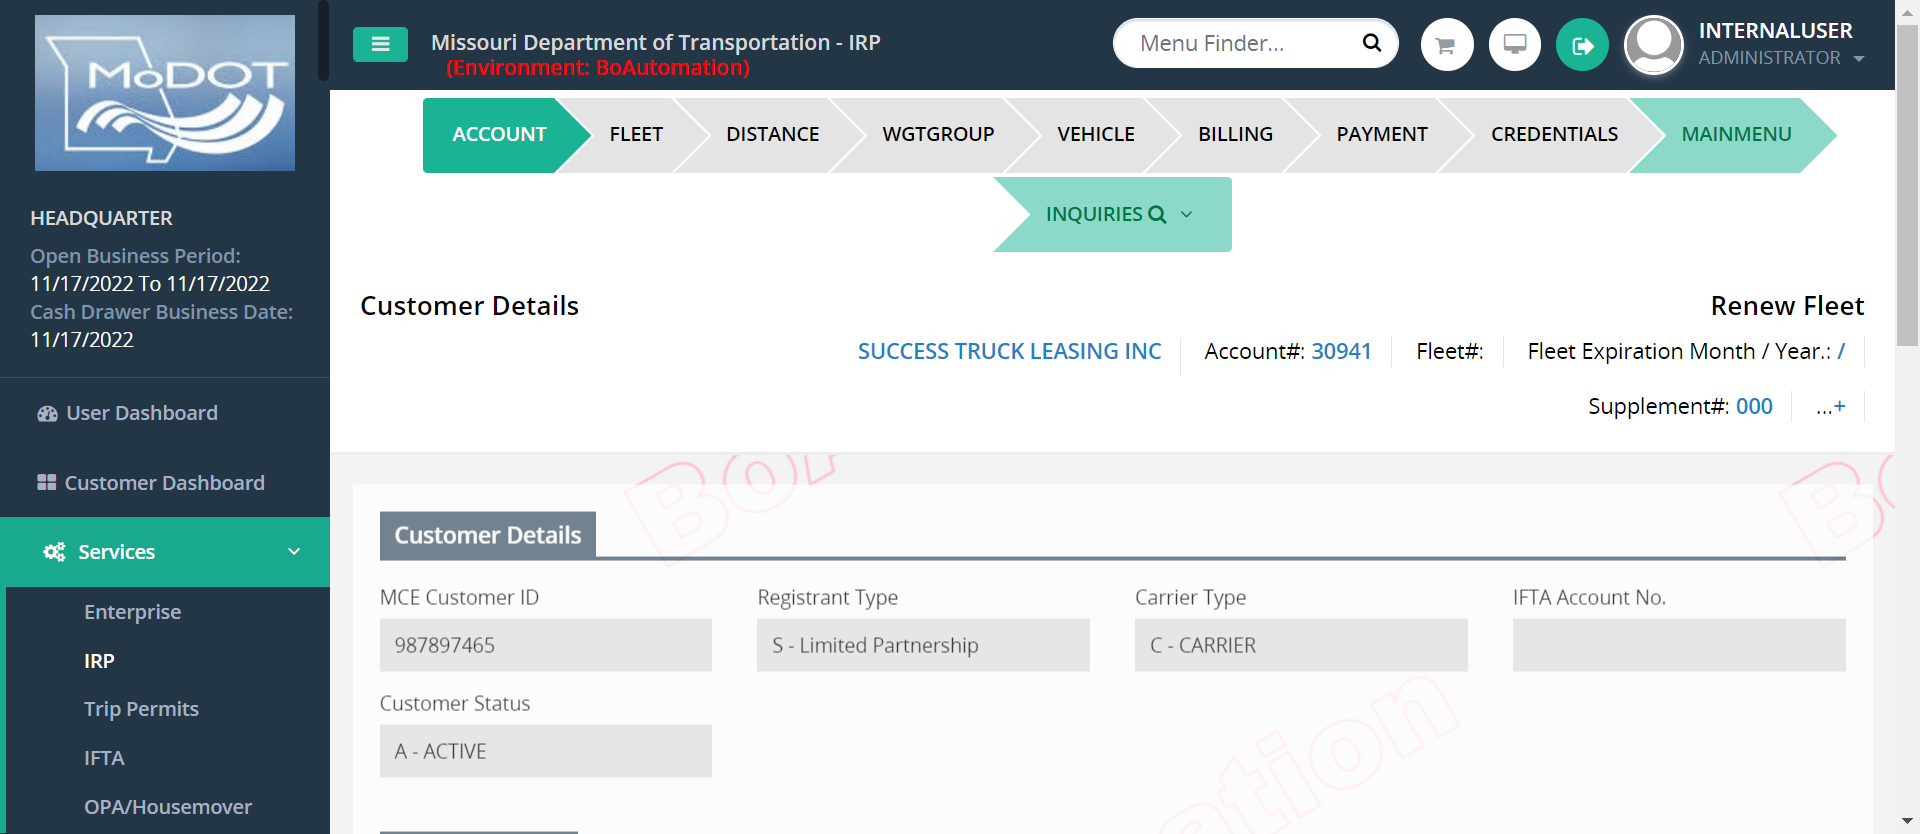 MoDOT
HEADQUARTER
Open Business Period:
11/17/2022 To 11/17/2022
Cash Drawer Business Date:
11/17/2022
User Dashboard
Customer Dashboard
Services
Enterprise
IRP
Trip Permits
IFTA
OPA/Housemover
Missouri Department of Transportation - IRP
(Environment: BoAutomation)
Menu Finder...
INTERNALUSER
ADMINISTRATOR
ACCOUNT FLEET DISTANCE WGTGROUP VEHICLE BILLING PAYMENT CREDENTIALS MAINMENU
INQUIRIES
Customer Details Renew Fleet
SUCCESS TRUCK LEASING INC Account#: 30941 Fleet#: Fleet Expiration Month / Year.: /
Supplement#: 000 ...+
Customer Details
MCE Customer ID Registrant Type Carrier Type IFTA Account No.
987897465 S - Limited Partnership C - CARRIER
Customer Status
A - ACTIVE